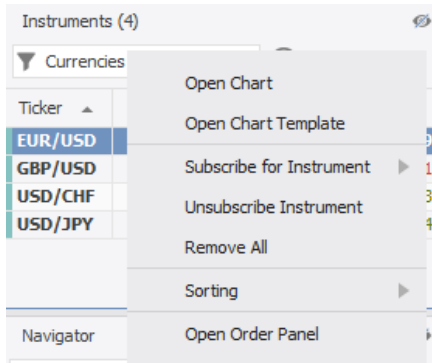 Instruments (4)
Currencies
Open Chart
Ticker
Open Chart Template
EUR/USD
GBP/USD
Subscribe for Instrument
USD/CHF
Unsubscribe Instrument
USD/JPY
Remove All
Sorting
Navigator
Open Order Panel